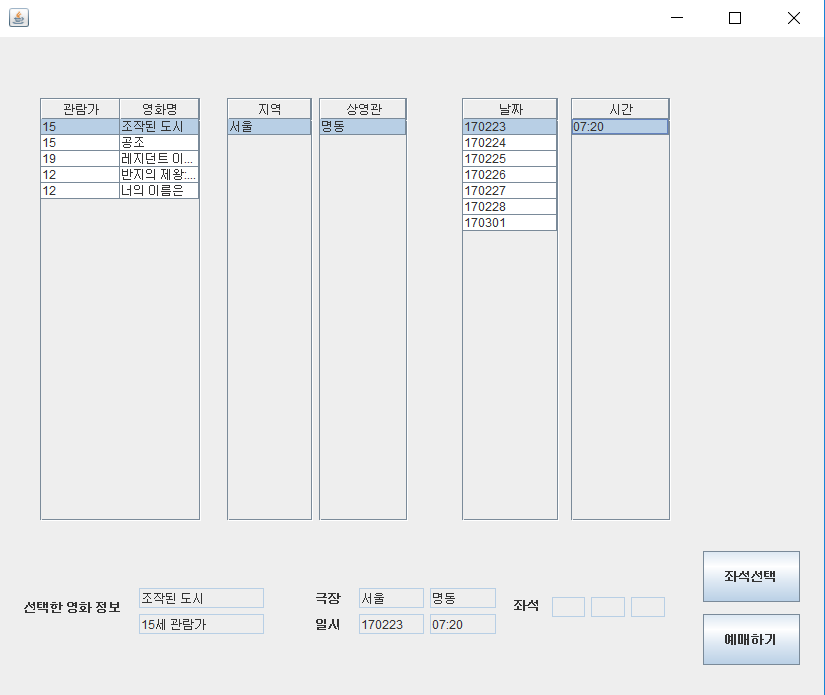 관람가 영화명 지역 상영관 날짜 시간
15 조작된 도시 서울 명동 170223 07:20
15 공조 170224
19 레지던트 이... 170225
12 반지의 제왕:... 170226
12 너의 이름은 170227
170228
170301
좌석선택
선택한 영화 정보 조작된 도시 극장 서울 명동 좌석
15세 관람가 일시 170223 07:20
예매하기